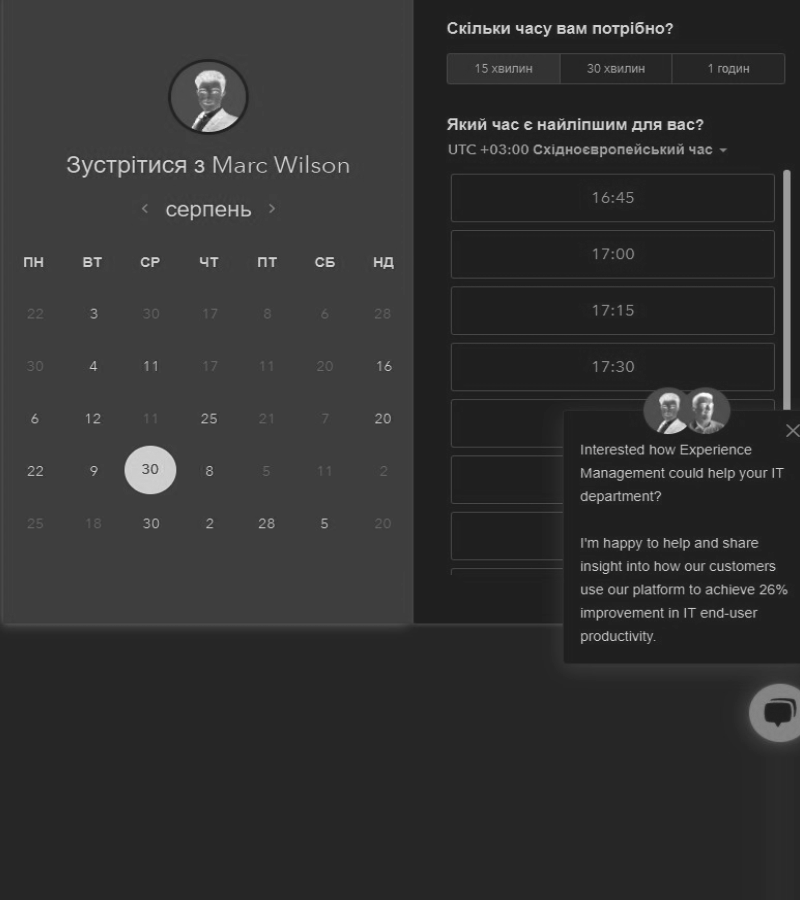 Зустрітися з Marc Wilson
серпень
ПН ВТ СР ЧТ ПТ СБ НД
22 3 30 17 8 6 28
30 4 11 17 11 20 16
6 12 11 25 21 7 20
22 9 30 8 5 11 2
25 18 30 2 28 5 20
Скільки часу вам потрібно?
15 хвилин 30 хвилин 1 годин
Який час є найліпшим для вас?
UTC +03:00 Східноєвропейський час
16:45
17:00
17:15
17:30
Interested how Experience
Management could help your IT
department?
I'm happy to help and share
insight into how our customers
use our platform to achieve 26%
improvement in IT end-user
productivity.